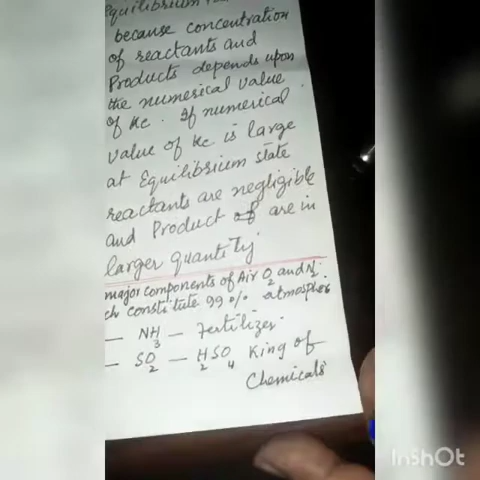 Equilibrium
because concentration
of reactants and
Products depends upon
the numerical value
of Kc. If numerical
value of Kc is large
at Equilibrium state
reactants are negligible
and Product of are in
larger quantity
major components of Air O2 and N2.
ch constitute 99% atmosphere
— NH3 — Fertilizer
— SO2 — H2SO4 King of
Chemicals
InShOt